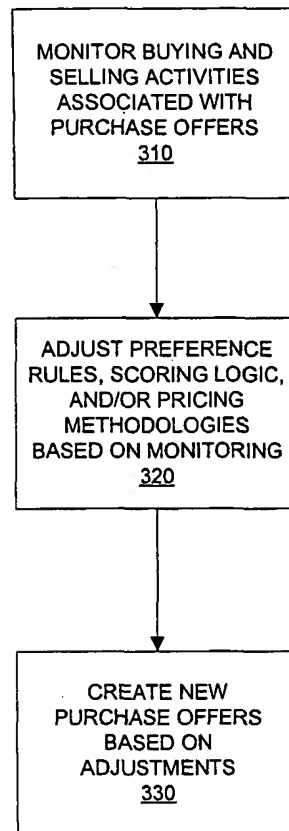 MONITOR BUYING AND
SELLING ACTIVITIES
ASSOCIATED WITH
PURCHASE OFFERS
310
ADJUST PREFERENCE
RULES, SCORING LOGIC,
AND/OR PRICING
METHODOLOGIES
BASED ON MONITORING
320
CREATE NEW
PURCHASE OFFERS
BASED ON
ADJUSTMENTS
330